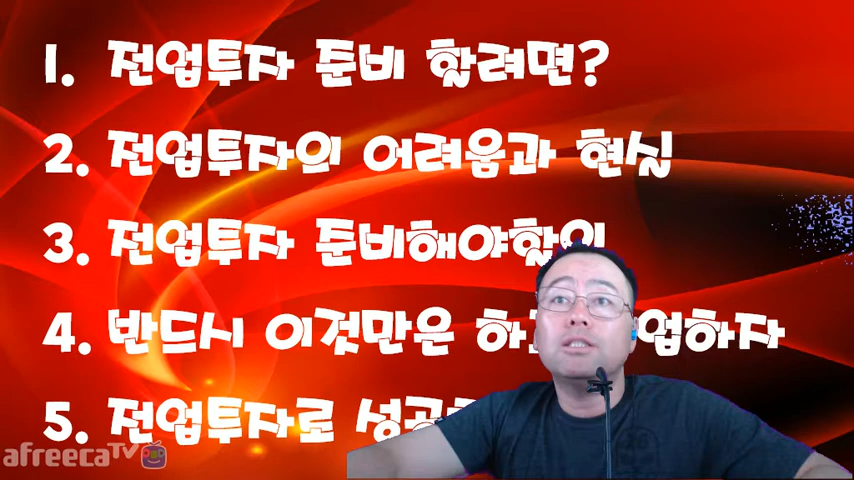 1. 전업투자 준비 할려면?
2. 전업투자의 어려움과 현실
3. 전업투자 준비해야할
4. 반드시 이것만은 하 업하자
5. 전업투자로 성공
afreecaTV